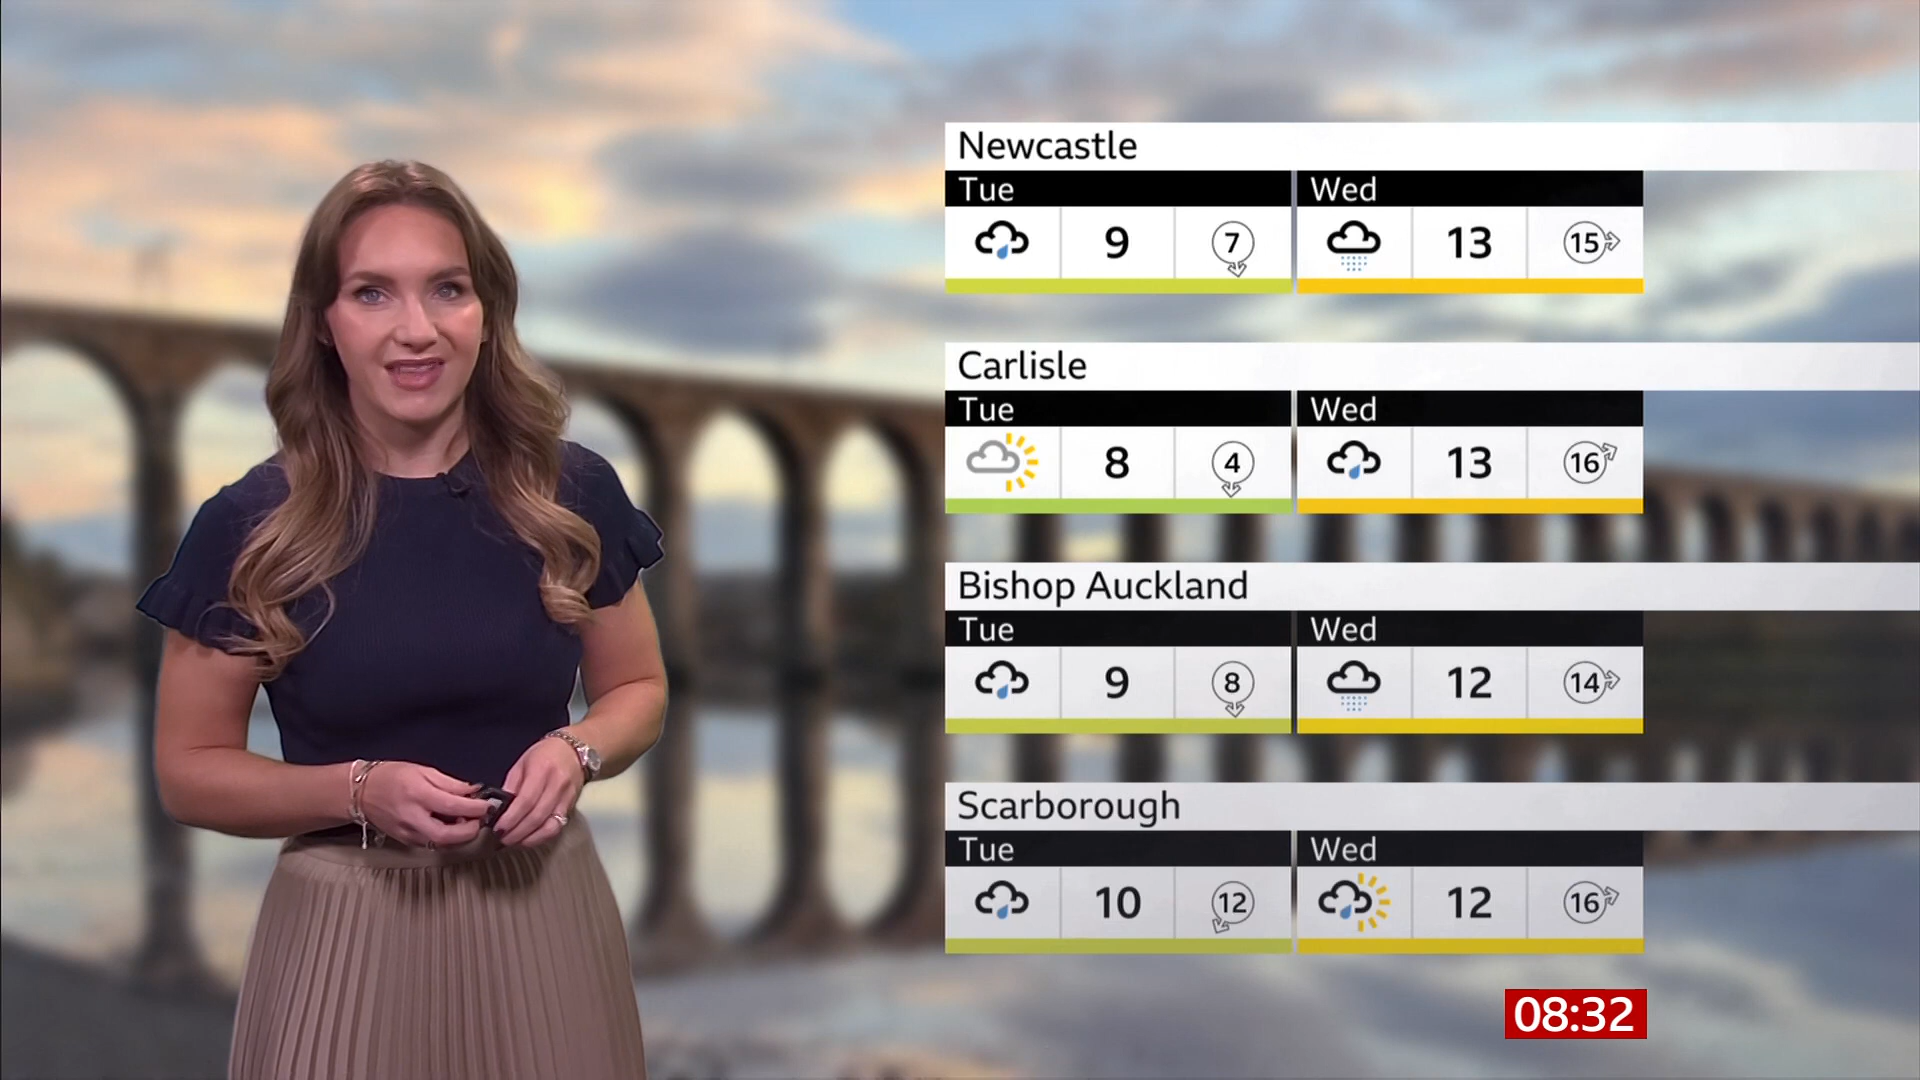 Newcastle
Tue Wed
9 7 13 15
Carlisle
Tue Wed
8 4 13 16
Bishop Auckland
Tue Wed
9 8 12 14
Scarborough
Tue Wed
10 12 12 16
08:32